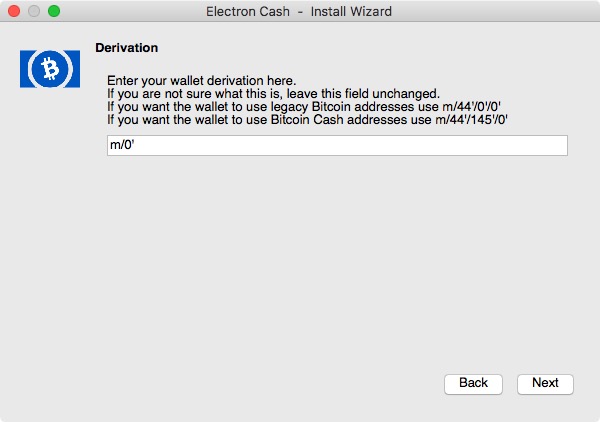 Electron Cash - Install Wizard
Derivation
Enter your wallet derivation here.
If you are not sure what this is, leave this field unchanged.
If you want the wallet to use legacy Bitcoin addresses use m/44'/0'/0'
If you want the wallet to use Bitcoin Cash addresses use m/44'/145'/0'
m/0'
Back Next